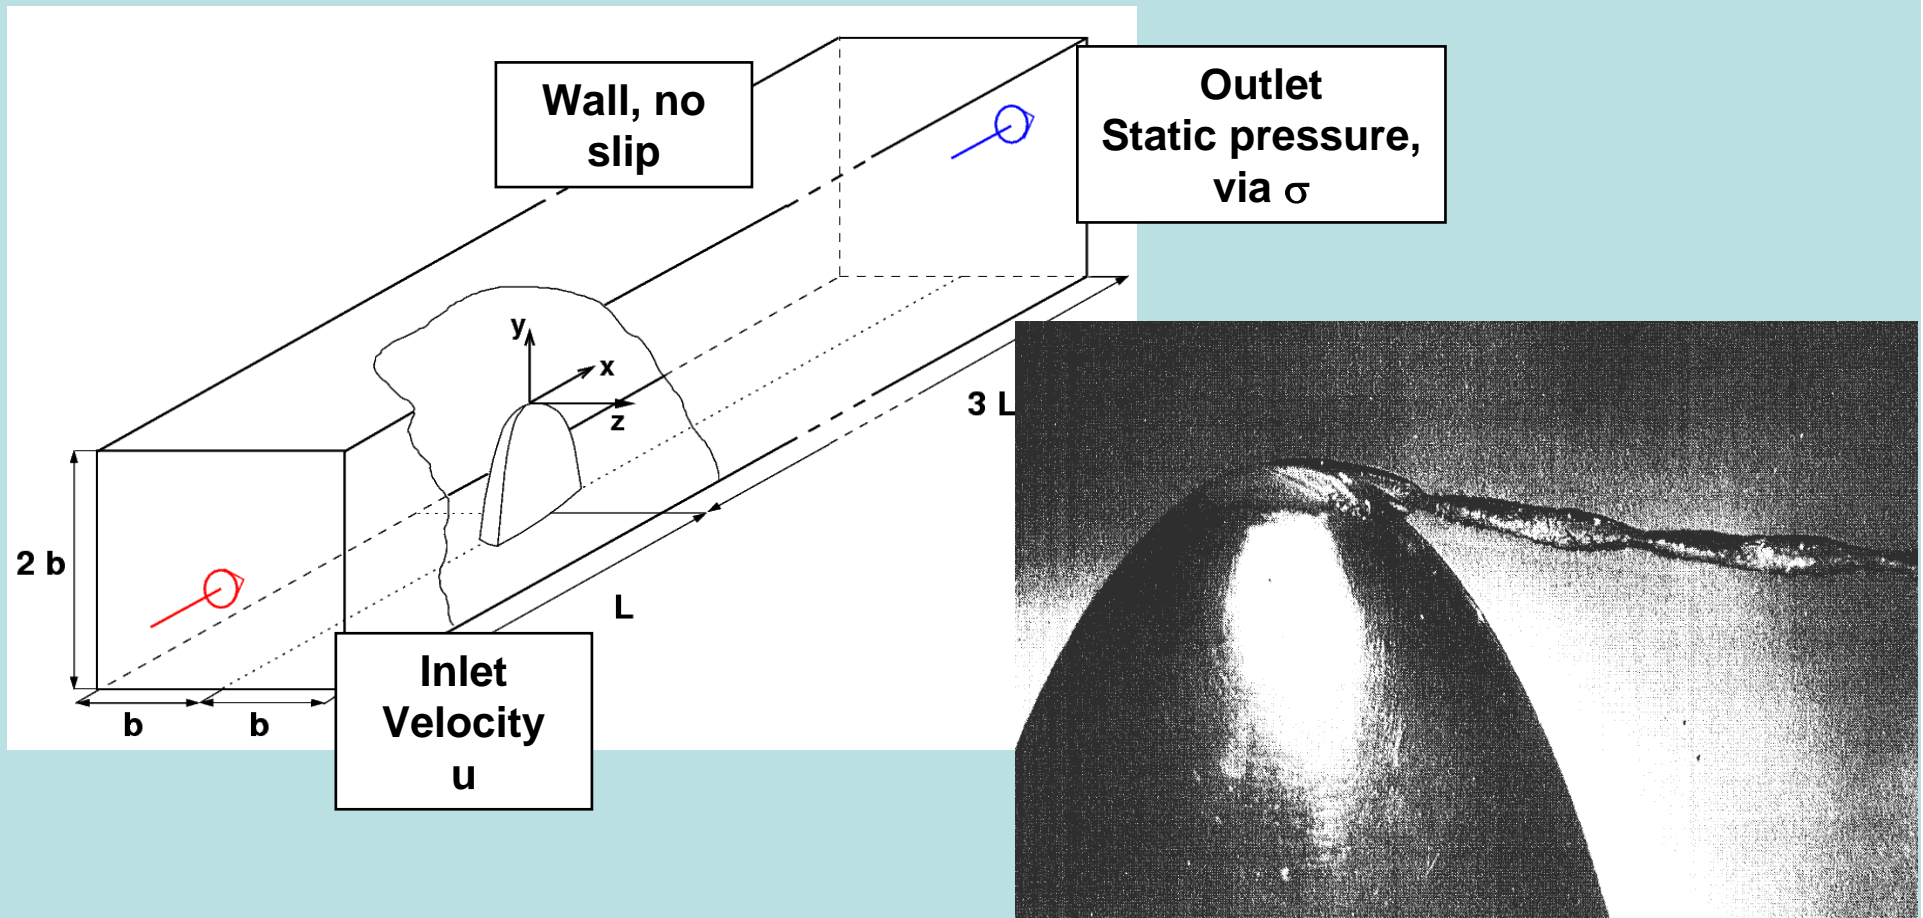 Wall, no
slip
Outlet
Static pressure,
via σ
y
x
z
3 L
2 b
L
b
b
Inlet
Velocity
u